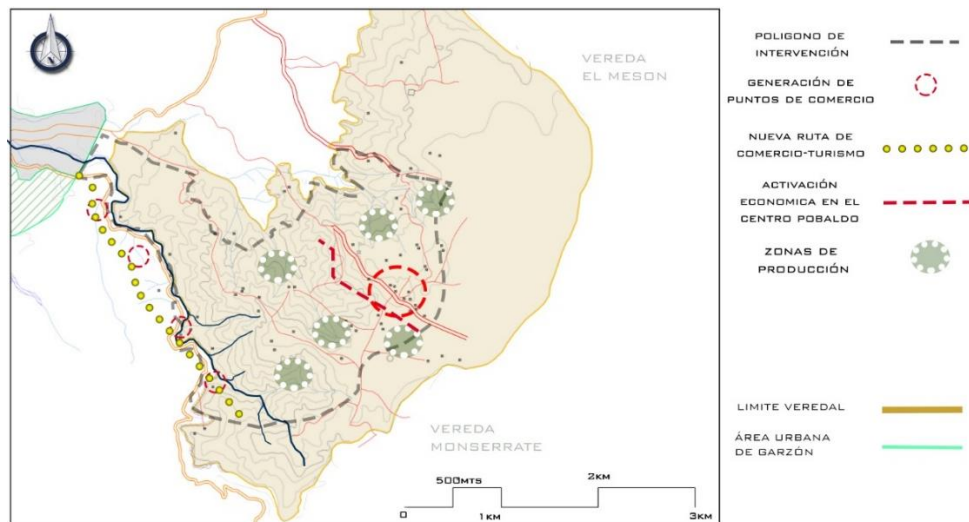 VEREDA
EL MESON
VEREDA
MONSERRATE
500MTS
2KM
0
1KM
3KM
POLIGONO DE
INTERVENCIÓN
GENERACIÓN DE
PUNTOS DE COMERCIO
NUEVA RUTA DE
COMERCIO-TURISMO
ACTIVACIÓN
ECONOMICA EN EL
CENTRO POBALDO
ZONAS DE
PRODUCCIÓN
LIMITE VEREDAL
ÁREA URBANA
DE GARZÓN